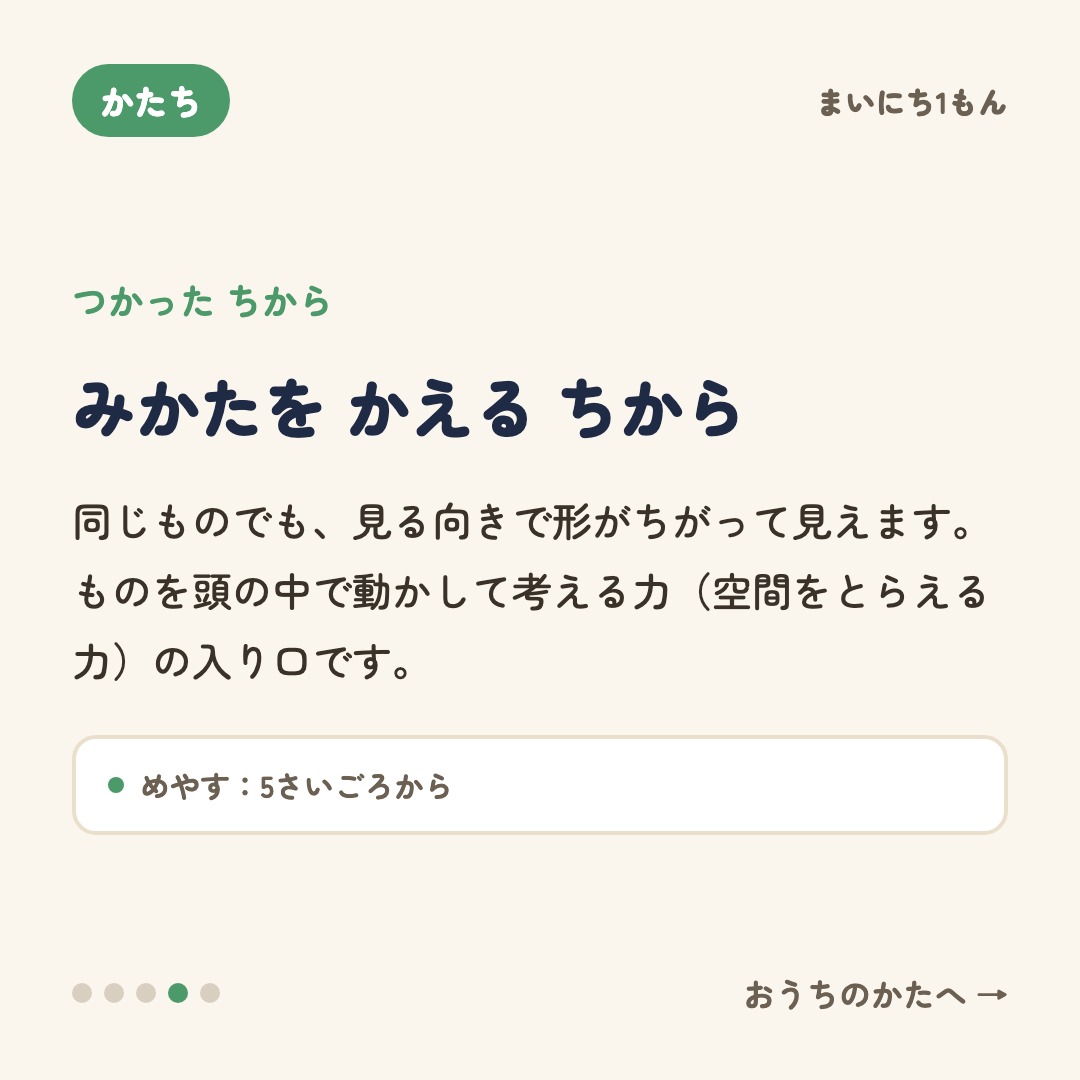 かたち
まいにち1もん
つかった ちから
みかたを かえる ちから
同じものでも、見る向きで形がちがって見えます。
ものを頭の中で動かして考える力（空間をとらえる
力）の入り口です。
めやす：5さいごろから
おうちのかたへ →